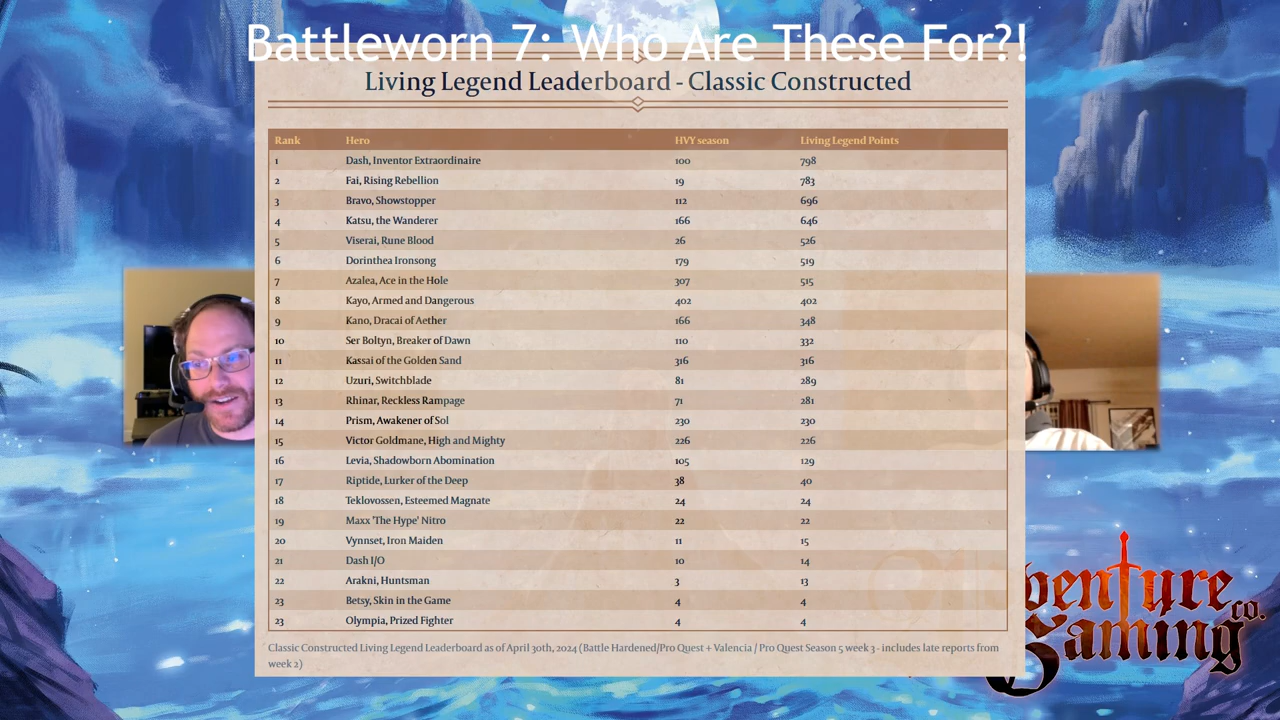 Battleworn 7: Who Are These For?!
Living Legend Leaderboard - Classic Constructed
Rank Hero HVY season Living Legend Points
1 Dash, Inventor Extraordinaire 100 798
2 Fai, Rising Rebellion 19 783
3 Bravo, Showstopper 112 696
4 Katsu, the Wanderer 166 646
5 Viserai, Rune Blood 26 526
6 Dorinthea Ironsong 179 519
7 Azalea, Ace in the Hole 307 515
8 Kayo, Armed and Dangerous 402 402
9 Kano, Dracai of Aether 166 348
10 Ser Boltyn, Breaker of Dawn 110 332
11 Kassai of the Golden Sand 316 316
12 Uzuri, Switchblade 81 289
13 Rhinar, Reckless Rampage 71 281
14 Prism, Awakener of Sol 230 230
15 Victor Goldmane, High and Mighty 226 226
16 Levia, Shadowborn Abomination 105 129
17 Riptide, Lurker of the Deep 38 40
18 Teklovossen, Esteemed Magnate 24 24
19 Maxx 'The Hype' Nitro 22 22
20 Vynnset, Iron Maiden 11 15
21 Dash I/O 10 14
22 Arakni, Huntsman 3 13
23 Betsy, Skin in the Game 4 4
23 Olympia, Prized Fighter 4 4
Classic Constructed Living Legend Leaderboard as of April 30th, 2024 (Battle Hardened/Pro Quest + Valencia / Pro Quest Season 5 week 3 - includes late reports from
week 2)
venture
co.
Gaming